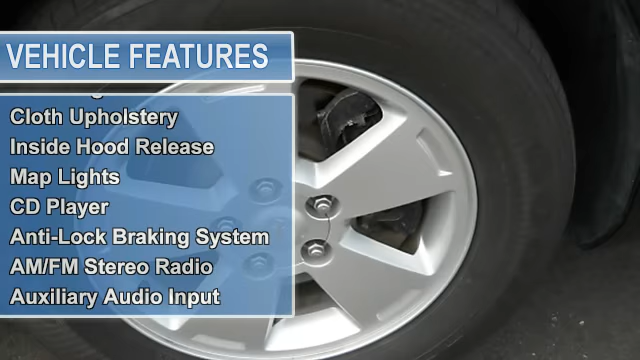 VEHICLE FEATURES
Cloth Upholstery
Inside Hood Release
Map Lights
CD Player
Anti-Lock Braking System
AM/FM Stereo Radio
Auxiliary Audio Input